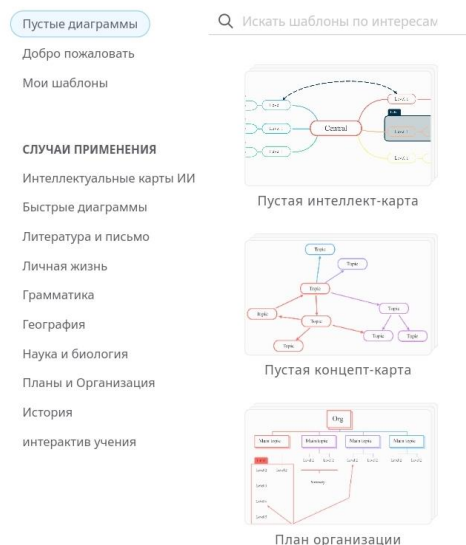 Пустые диаграммы
Добро пожаловать
Мои шаблоны
СЛУЧАИ ПРИМЕНЕНИЯ
Интеллектуальные карты ИИ
Быстрые диаграммы
Литература и письмо
Личная жизнь
Грамматика
География
Наука и биология
Планы и Организация
История
интерактив учения
Искать шаблоны по интересам
Central
Пустая интеллект-карта
Topic
Topic
Topic
Topic
Topic
Topic
Topic
Topic
Topic
Пустая концепт-карта
Org
Main topic Main topic Main topic Main topic
План организации